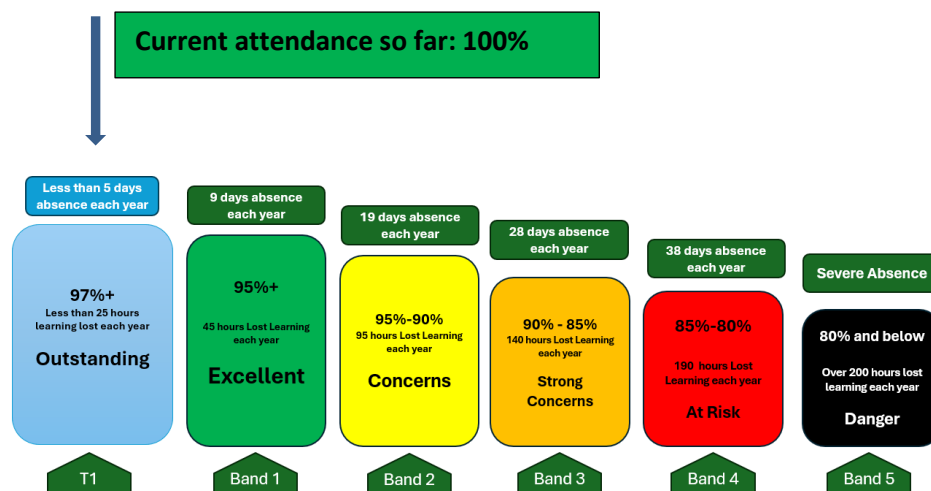 Current attendance so far: 100%
Less than 5 days
absence each year
97%+
Less than 25 hours
learning lost each year
Outstanding
T1
9 days absence
each year
95%+
45 hours Lost Learning
each year
Excellent
Band 1
19 days absence
each year
95%-90%
95 hours Lost Learning
each year
Concerns
Band 2
28 days absence
each year
90% - 85%
140 hours Lost Learning
each year
Strong
Concerns
Band 3
38 days absence
each year
85%-80%
190 hours Lost
Learning each year
At Risk
Band 4
Severe Absence
80% and below
Over 200 hours lost
learning each year
Danger
Band 5